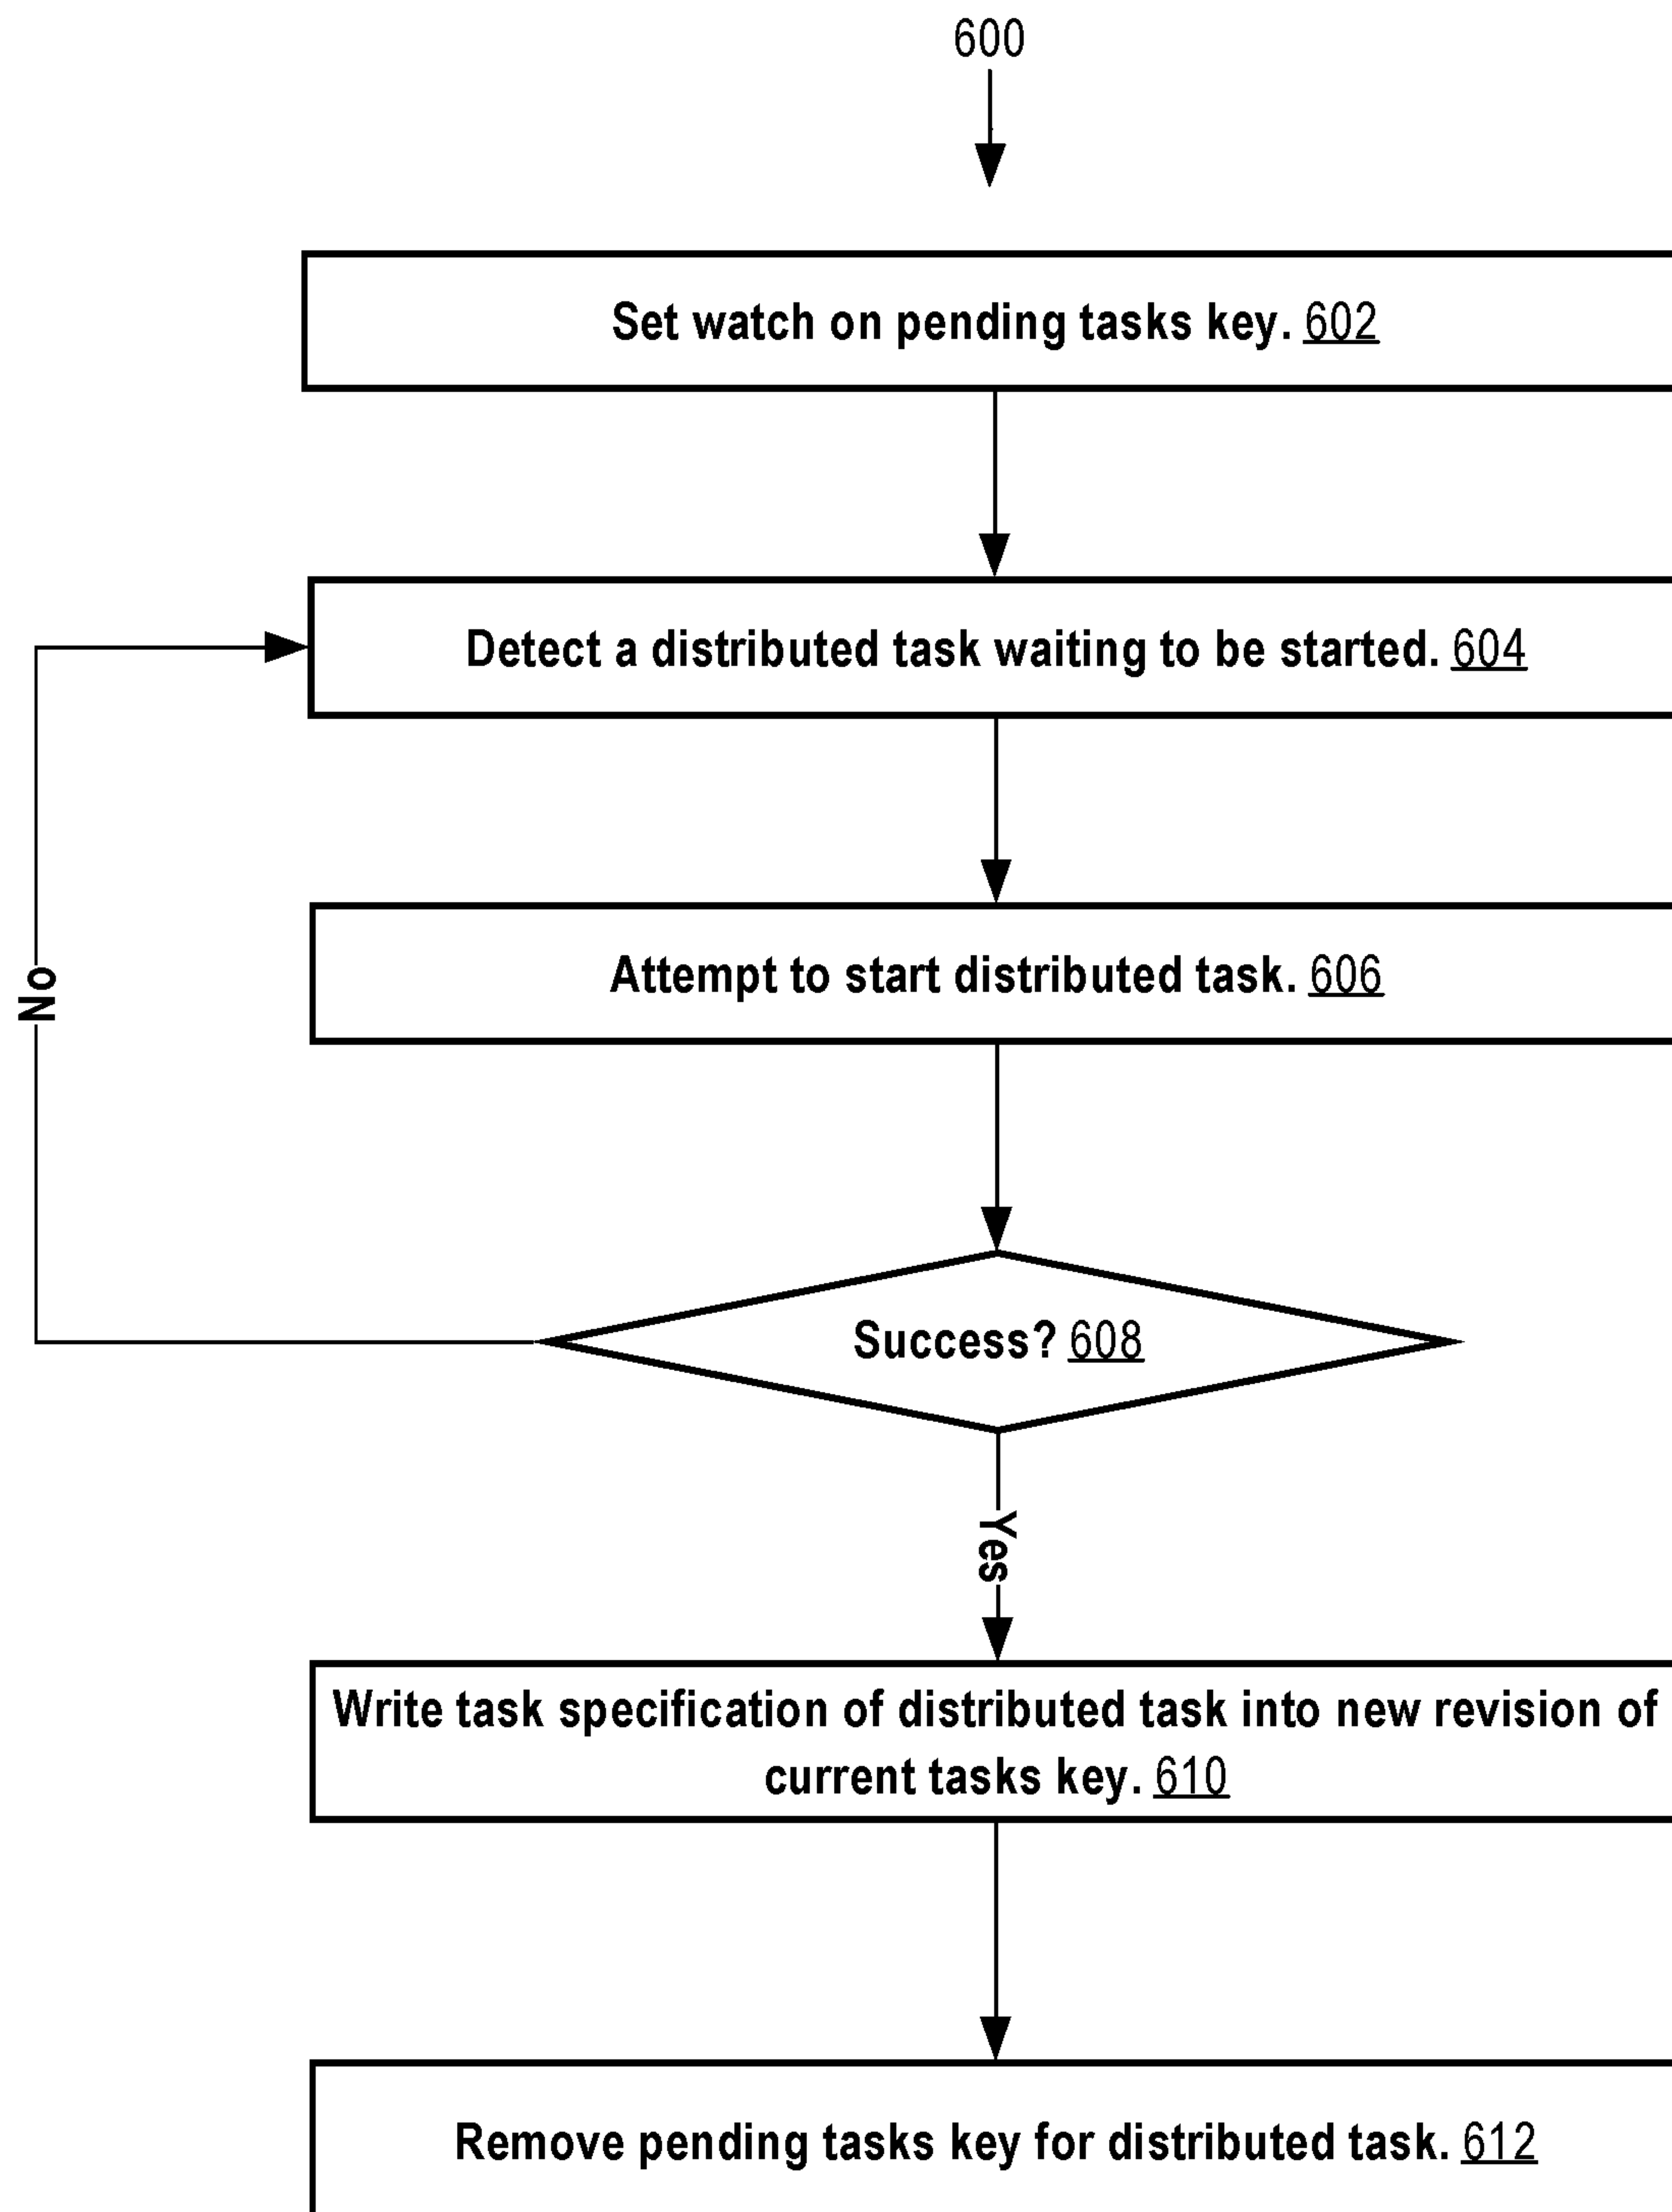 600
Set watch on pending tasks key. 602
Detect a distributed task waiting to be started. 604
Attempt to start distributed task. 606
No
Success? 608
Yes
Write task specification of distributed task into new revision of
current tasks key. 610
Remove pending tasks key for distributed task. 612